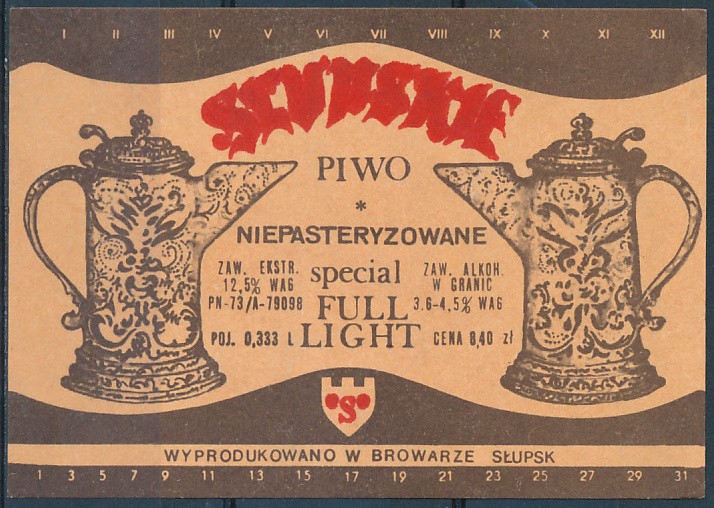 I II III IV V VI VII VIII IX X XI XII
SŁUPSKIE
PIWO
*
NIEPASTERYZOWANE
ZAW. EKSTR.
12,5% WAG
PN-73/A-79098
POJ. 0,333 L
special
FULL
LIGHT
ZAW. ALKOH.
W GRANIC
3.6-4,5% WAG
CENA 8,40 zł
S
WYPRODUKOWANO W BROWARZE SŁUPSK
1 3 5 7 9 11 13 15 17 19 21 23 25 27 29 31